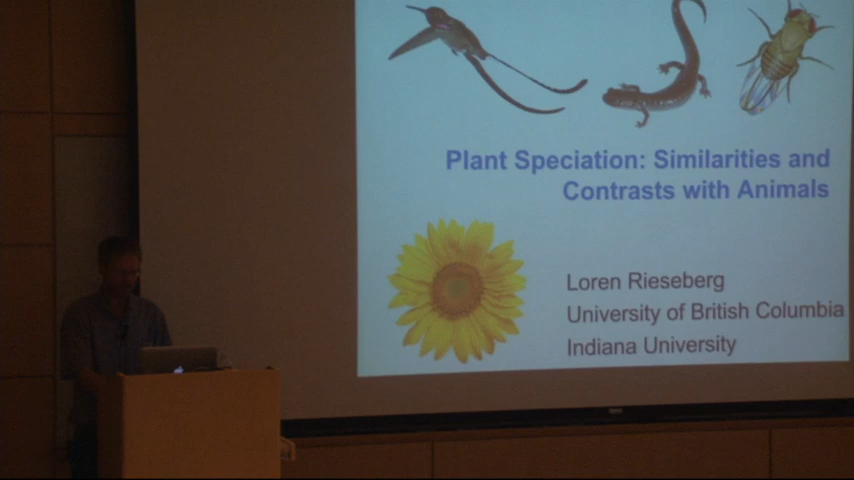 Plant Speciation: Similarities and
Contrasts with Animals
Loren Rieseberg
University of British Columbia
Indiana University